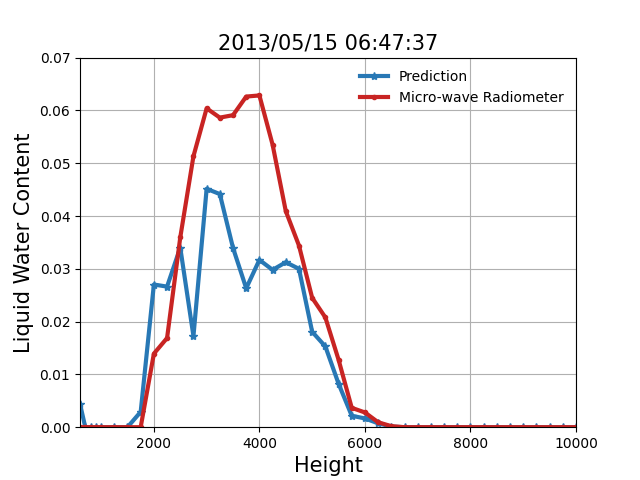 2013/05/15 06:47:37
0.07
0.06
0.05
0.04
0.03
0.02
0.01
0.00
Liquid Water Content
Prediction
Micro-wave Radiometer
2000 4000 6000 8000 10000
Height